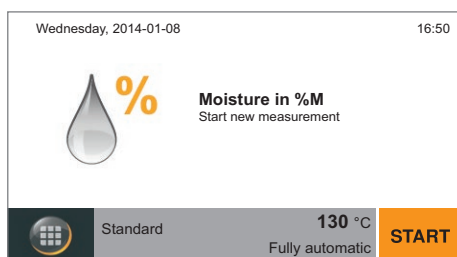 Wednesday, 2014-01-08 16:50
%
Moisture in %M
Start new measurement
Standard 130 °C
Fully automatic
START